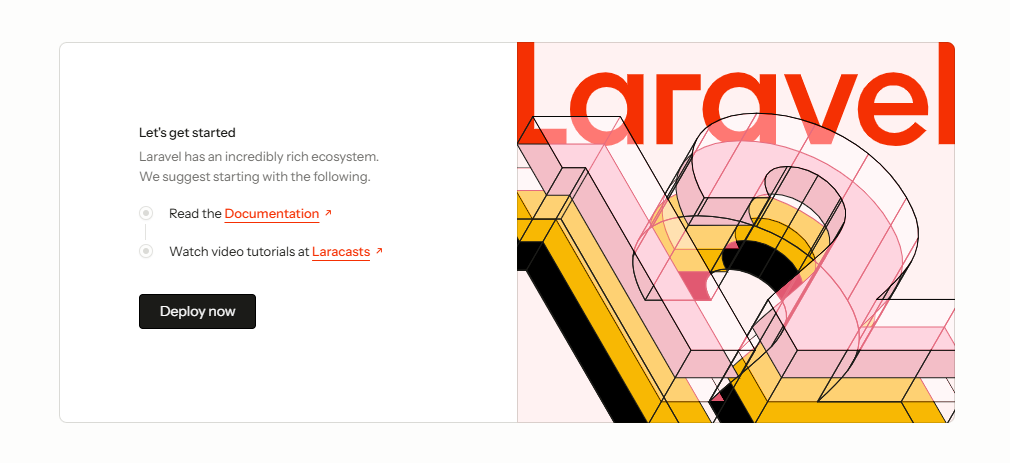 Laravel
Let's get started
Laravel has an incredibly rich ecosystem.
We suggest starting with the following.
Read the Documentation
Watch video tutorials at Laracasts
Deploy now